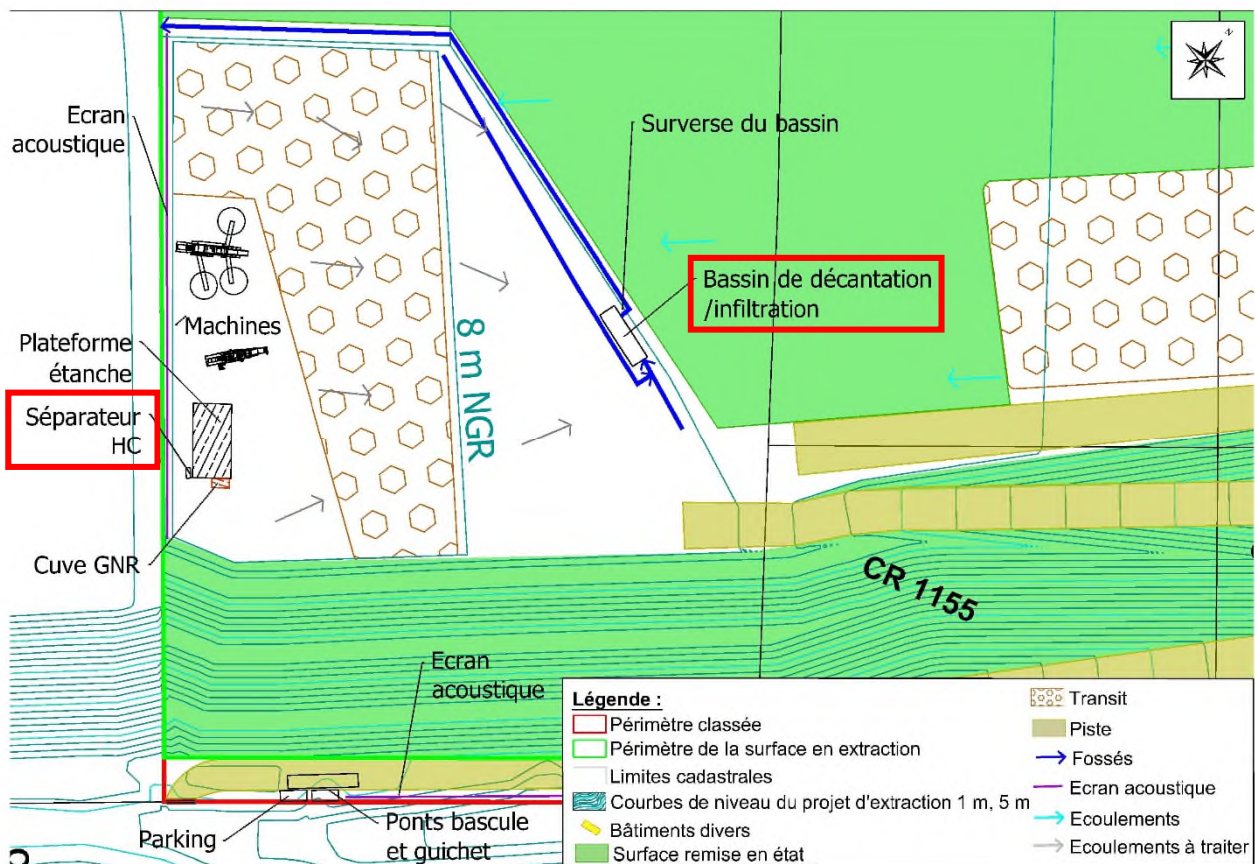 N
Ecran
acoustique
Surverse du bassin
Bassin de décantation
/infiltration
Machines
Plateforme
étanche
8 m NGR
Séparateur
HC
Cuve GNR
CR 1155
Ecran
acoustique
Parking
Ponts bascule
et guichet
Légende :
Périmètre classée
Périmètre de la surface en extraction
Limites cadastrales
Courbes de niveau du projet d'extraction 1 m, 5 m
Bâtiments divers
Surface remise en état
Transit
Piste
Fossés
Ecran acoustique
Ecoulements
Ecoulements à traiter